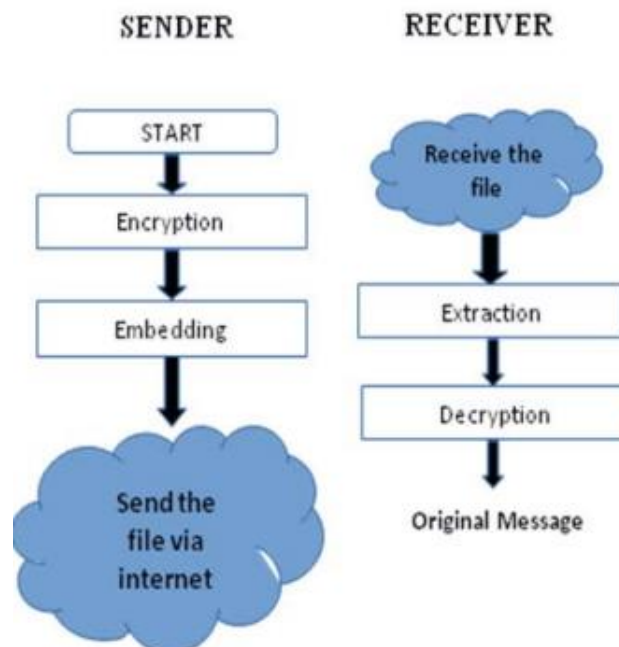 SENDER
START
Encryption
Embedding
Send the
file via
internet
RECEIVER
Receive the
file
Extraction
Decryption
Original Message